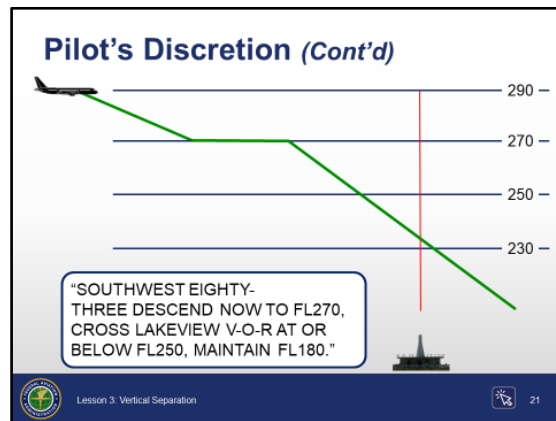 Pilot's Discretion (Cont'd)
290
270
250
230
"SOUTHWEST EIGHTY-
THREE DESCEND NOW TO FL270,
CROSS LAKEVIEW V-O-R AT OR
BELOW FL250, MAINTAIN FL180."
Lesson 3: Vertical Separation
21